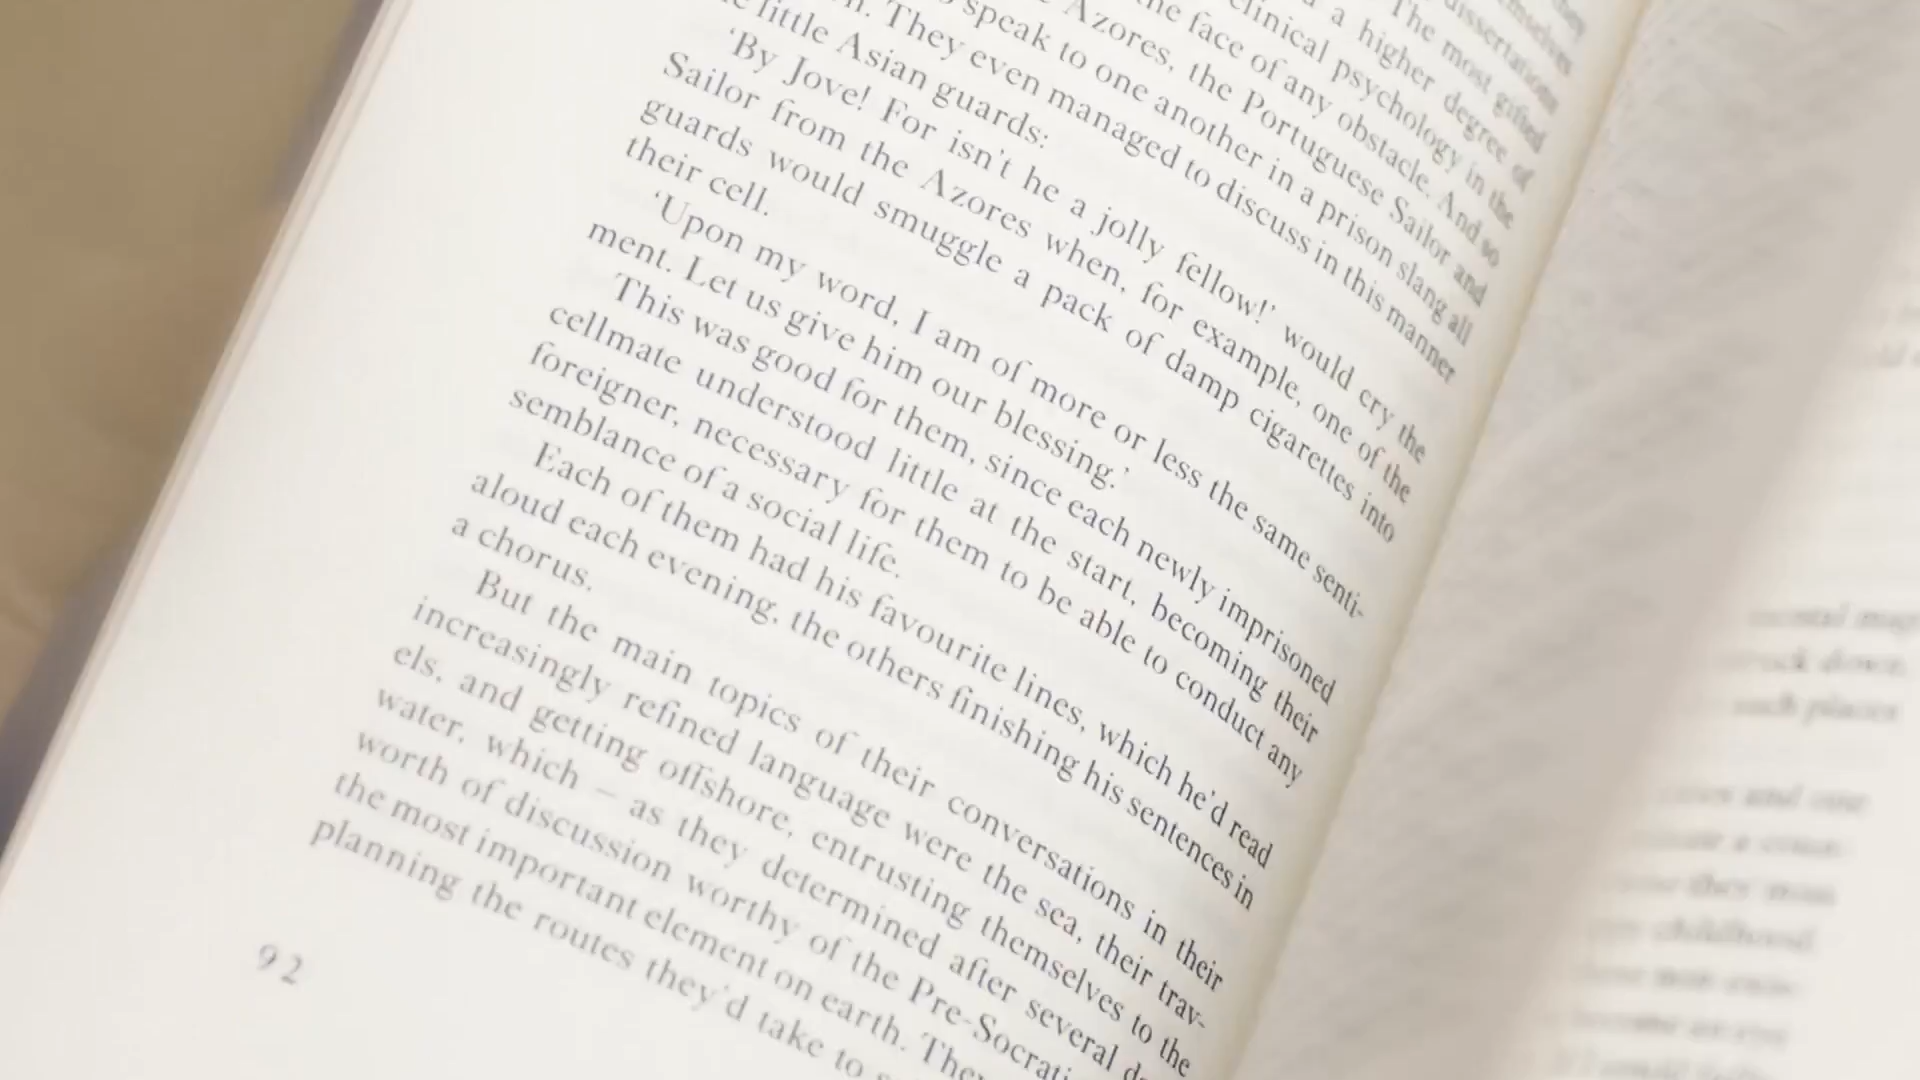 they
dissertations
The most gifted
a higher degree of
clinical psychology in the
the face of any obstacle. And so
Azores, the Portuguese Sailor and
speak to one another in a prison slang all
They even managed to discuss in this manner
little Asian guards:
‘By Jove! For isn't he a jolly fellow!’ would cry the
Sailor from the Azores when, for example, one of the
guards would smuggle a pack of damp cigarettes into
their cell.
‘Upon my word, I am of more or less the same senti-
ment. Let us give him our blessing.’
This was good for them, since each newly imprisoned
cellmate understood little at the start, becoming their
foreigner, necessary for them to be able to conduct any
semblance of a social life.
Each of them had his favourite lines, which he'd read
aloud each evening, the others finishing his sentences in
a chorus.
But the main topics of their conversations in their
increasingly refined language were the sea, their trav-
els, and getting offshore, entrusting themselves to the
water, which – as they determined after several
worth of discussion worthy of the
the most important element on earth.
planning the routes they'd take to
92
down.
such places
childhood.